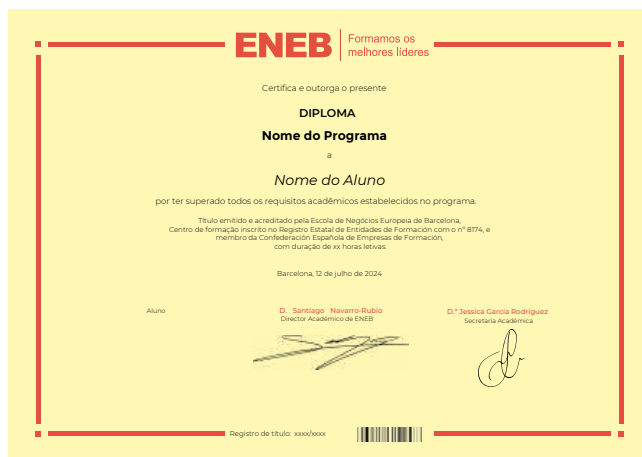 ENEB
Formamos os
melhores líderes
Certifica e outorga o presente
DIPLOMA
Nome do Programa
a
Nome do Aluno
por ter superado todos os requisitos acadêmicos estabelecidos no programa.
Título emitido e acreditado pela Escola de Negócios Europeia de Barcelona,
Centro de formação inscrito no Registro Estatal de Entidades de Formación com o nº 8174, e
membro da Confederación Española de Empresas de Formación,
com duração de xx horas letivas.
Barcelona, 12 de julho de 2024
Aluno
D. Santiago Navarro-Rubio
Director Académico de ENEB
D.ª Jessica García Rodríguez
Secretaria Académica
Registro de título: xxxx/xxxx